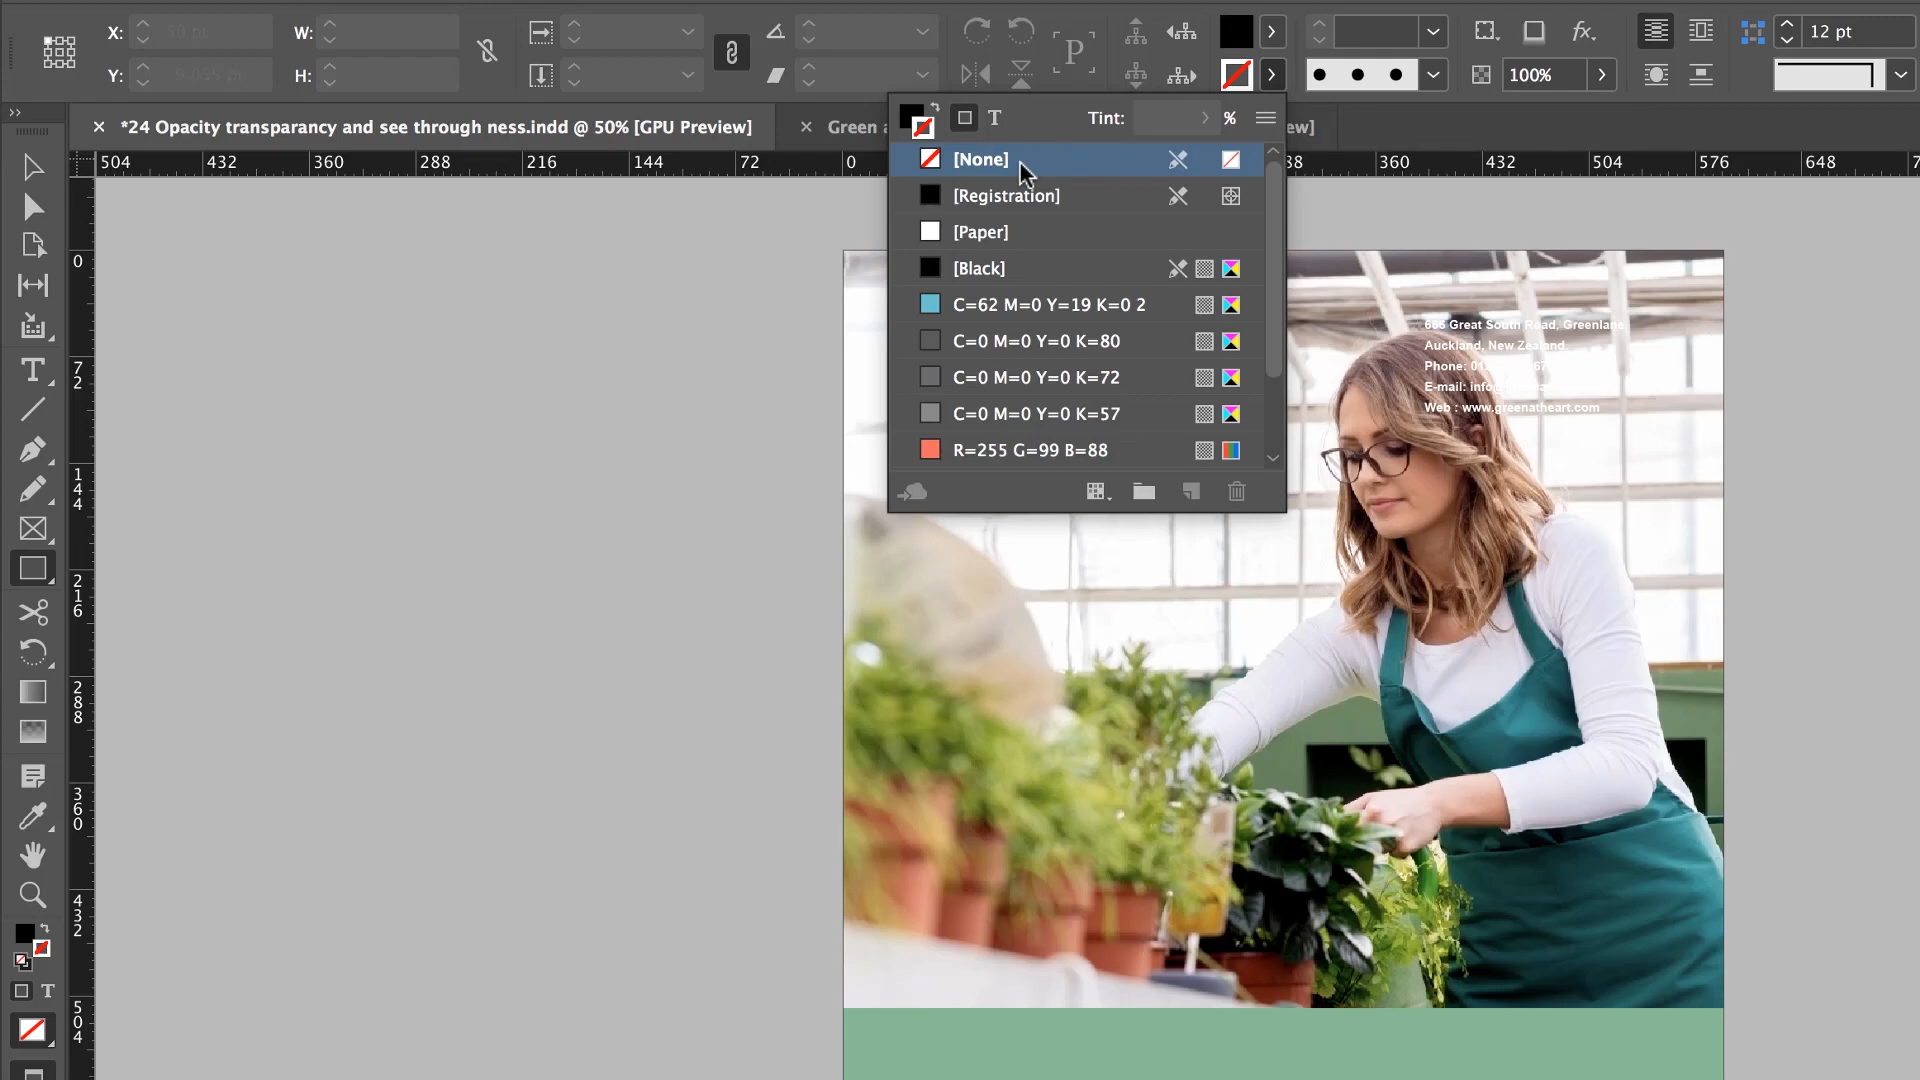 X:
W:
12 pt
Y:
H:
100%
*24 Opacity transparancy and see through ness.indd @ 50% [GPU Preview]
Green a
ew]
T
Tint:
%
504 432 360 288 216 144 72 0 360 432 504 576 648
[None]
[Registration]
[Paper]
[Black]
C=62 M=0 Y=19 K=0 2
C=0 M=0 Y=0 K=80
C=0 M=0 Y=0 K=72
C=0 M=0 Y=0 K=57
R=255 G=99 B=88
666 Great South Road, Greenlane,
Auckland, New Zealand.
Phone:
E-mail:
Web : www.greenatheart.com
0
72
144
216
288
360
432
504
T